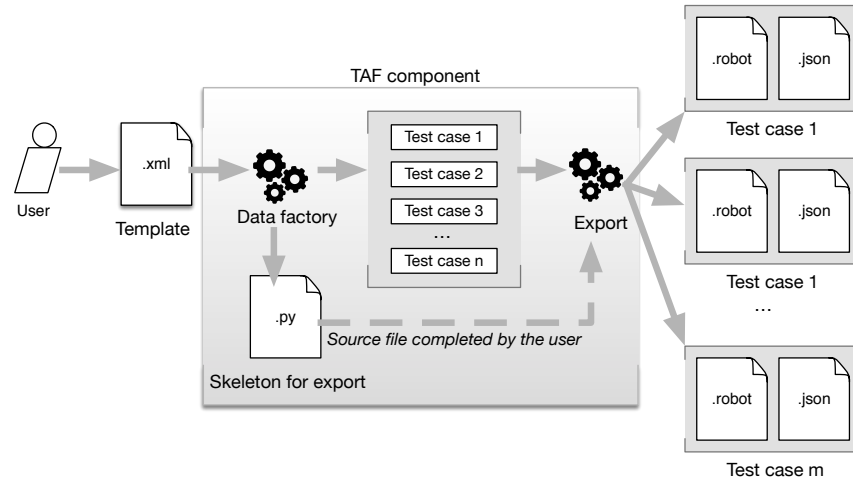 TAF component
.robot
.json
Test case 1
User
.xml
Template
Data factory
Test case 1
Test case 2
Test case 3
...
Test case n
Export
.robot
.json
Test case 1
...
.py
Source file completed by the user
Skeleton for export
.robot
.json
Test case m